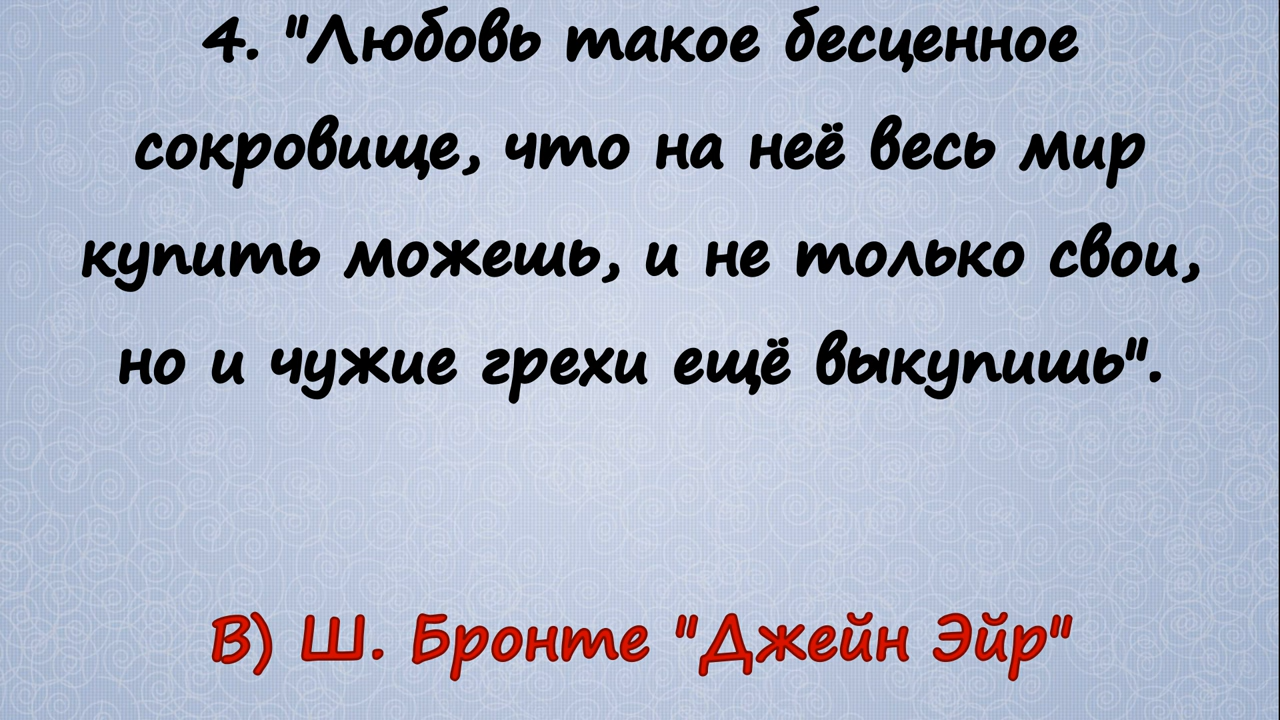 4. "Любовь такое бесценное
сокровище, что на неё весь мир
купить можешь, и не только свои,
но и чужие грехи ещё выкупишь".
В) Ш. Бронте "Джейн Эйр"